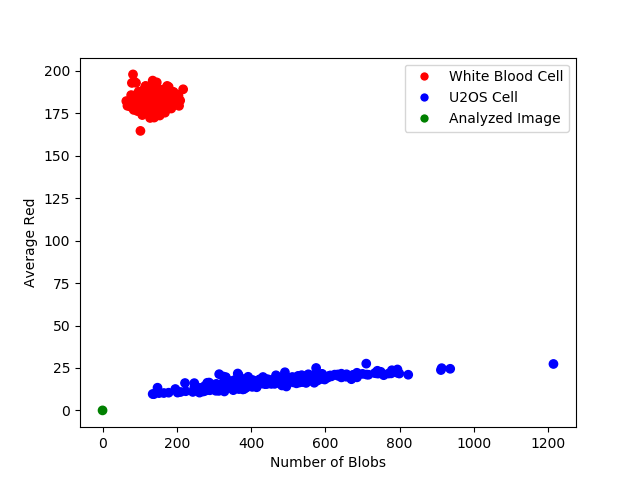 White Blood Cell
U2OS Cell
Analyzed Image
200
175
150
125
100
75
50
25
0
Average Red
0 200 400 600 800 1000 1200
Number of Blobs